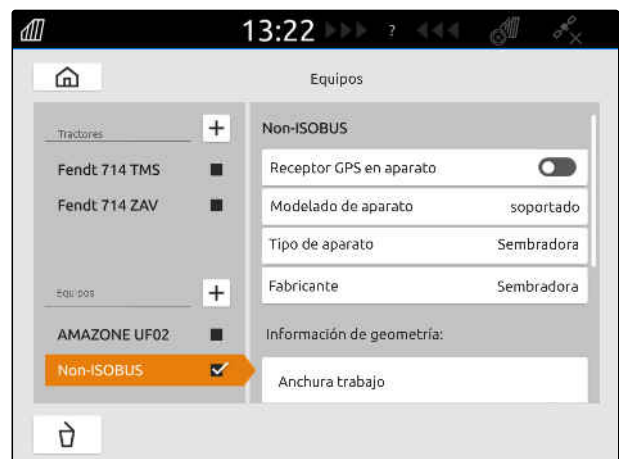 13:22 ?
Equipos
Tractores +
Fendt 714 TMS
Fendt 714 ZAV
Equipos +
AMAZONE UF02
Non-ISOBUS
Non-ISOBUS
Receptor GPS en aparato
Modelado de aparato soportado
Tipo de aparato Sembradora
Fabricante Sembradora
Información de geometría:
Anchura trabajo